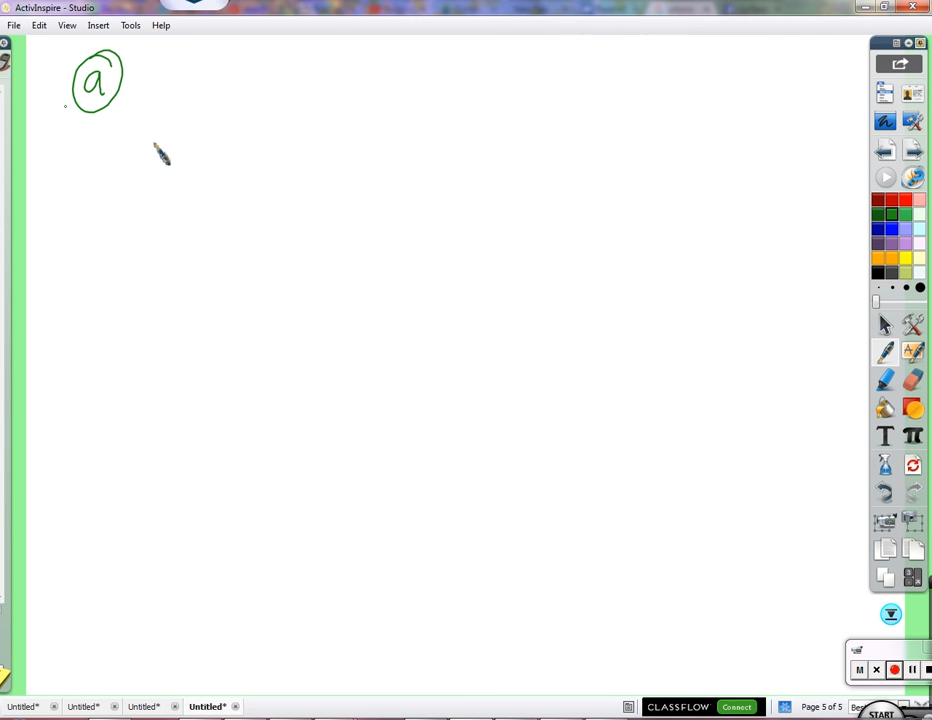 ActivInspire - Studio
File Edit View Insert Tools Help
a
Untitled* Untitled* Untitled* Untitled*
CLASSFLOW Connect
Page 5 of 5
M
START